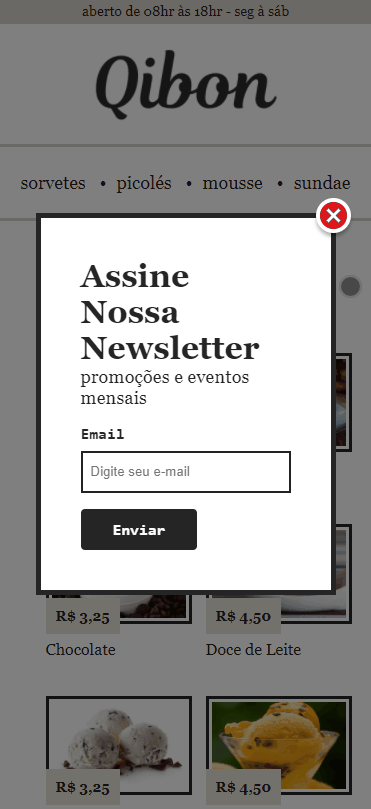 aberto de 08hr às 18hr - seg à sáb
Qibon
sorvetes • picolés • mousse • sundae
Assine
Nossa
Newsletter
promoções e eventos
mensais
Email
Digite seu e-mail
Enviar
R$ 3,25 R$ 4,50
Chocolate Doce de Leite
R$ 3,25 R$ 4,50